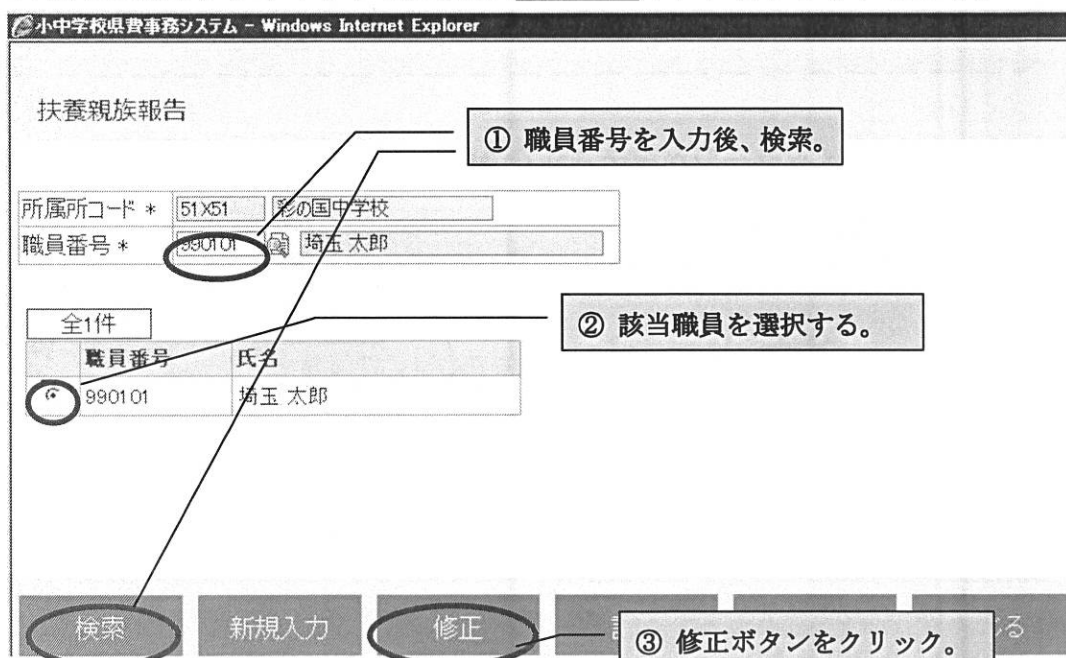 小中学校県費事務システム - Windows Internet Explorer
扶養親族報告
① 職員番号を入力後、検索。
所属所コード * 51X51 彩の国中学校
職員番号 * 990101 埼玉 太郎
全1件
② 該当職員を選択する。
職員番号 氏名
990101 埼玉 太郎
検索 新規入力 修正 る
③ 修正ボタンをクリック。